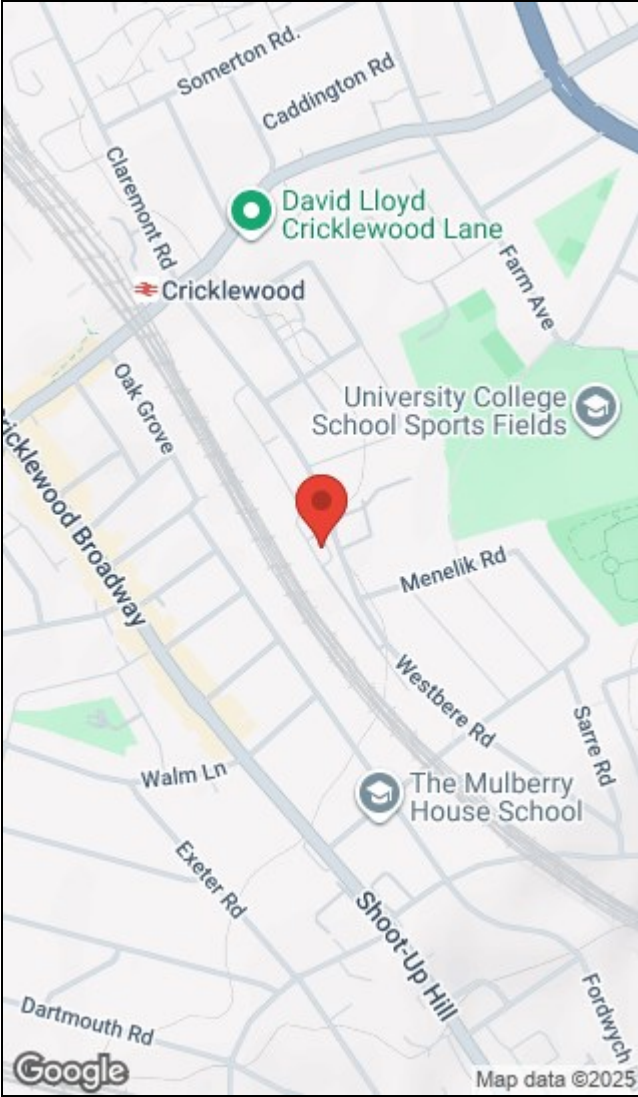 Somerton Rd.
Caddington Rd
Claremont Rd
David Lloyd
Cricklewood Lane
Farm Ave
Cricklewood
Oak Grove
University College
School Sports Fields
Cricklewood Broadway
Menelik Rd
Westbere Rd
Sarre Rd
Walm Ln
The Mulberry
House School
Exeter Rd
Shoot-Up Hill
Fordwych
Dartmouth Rd
Google
Map data ©2025